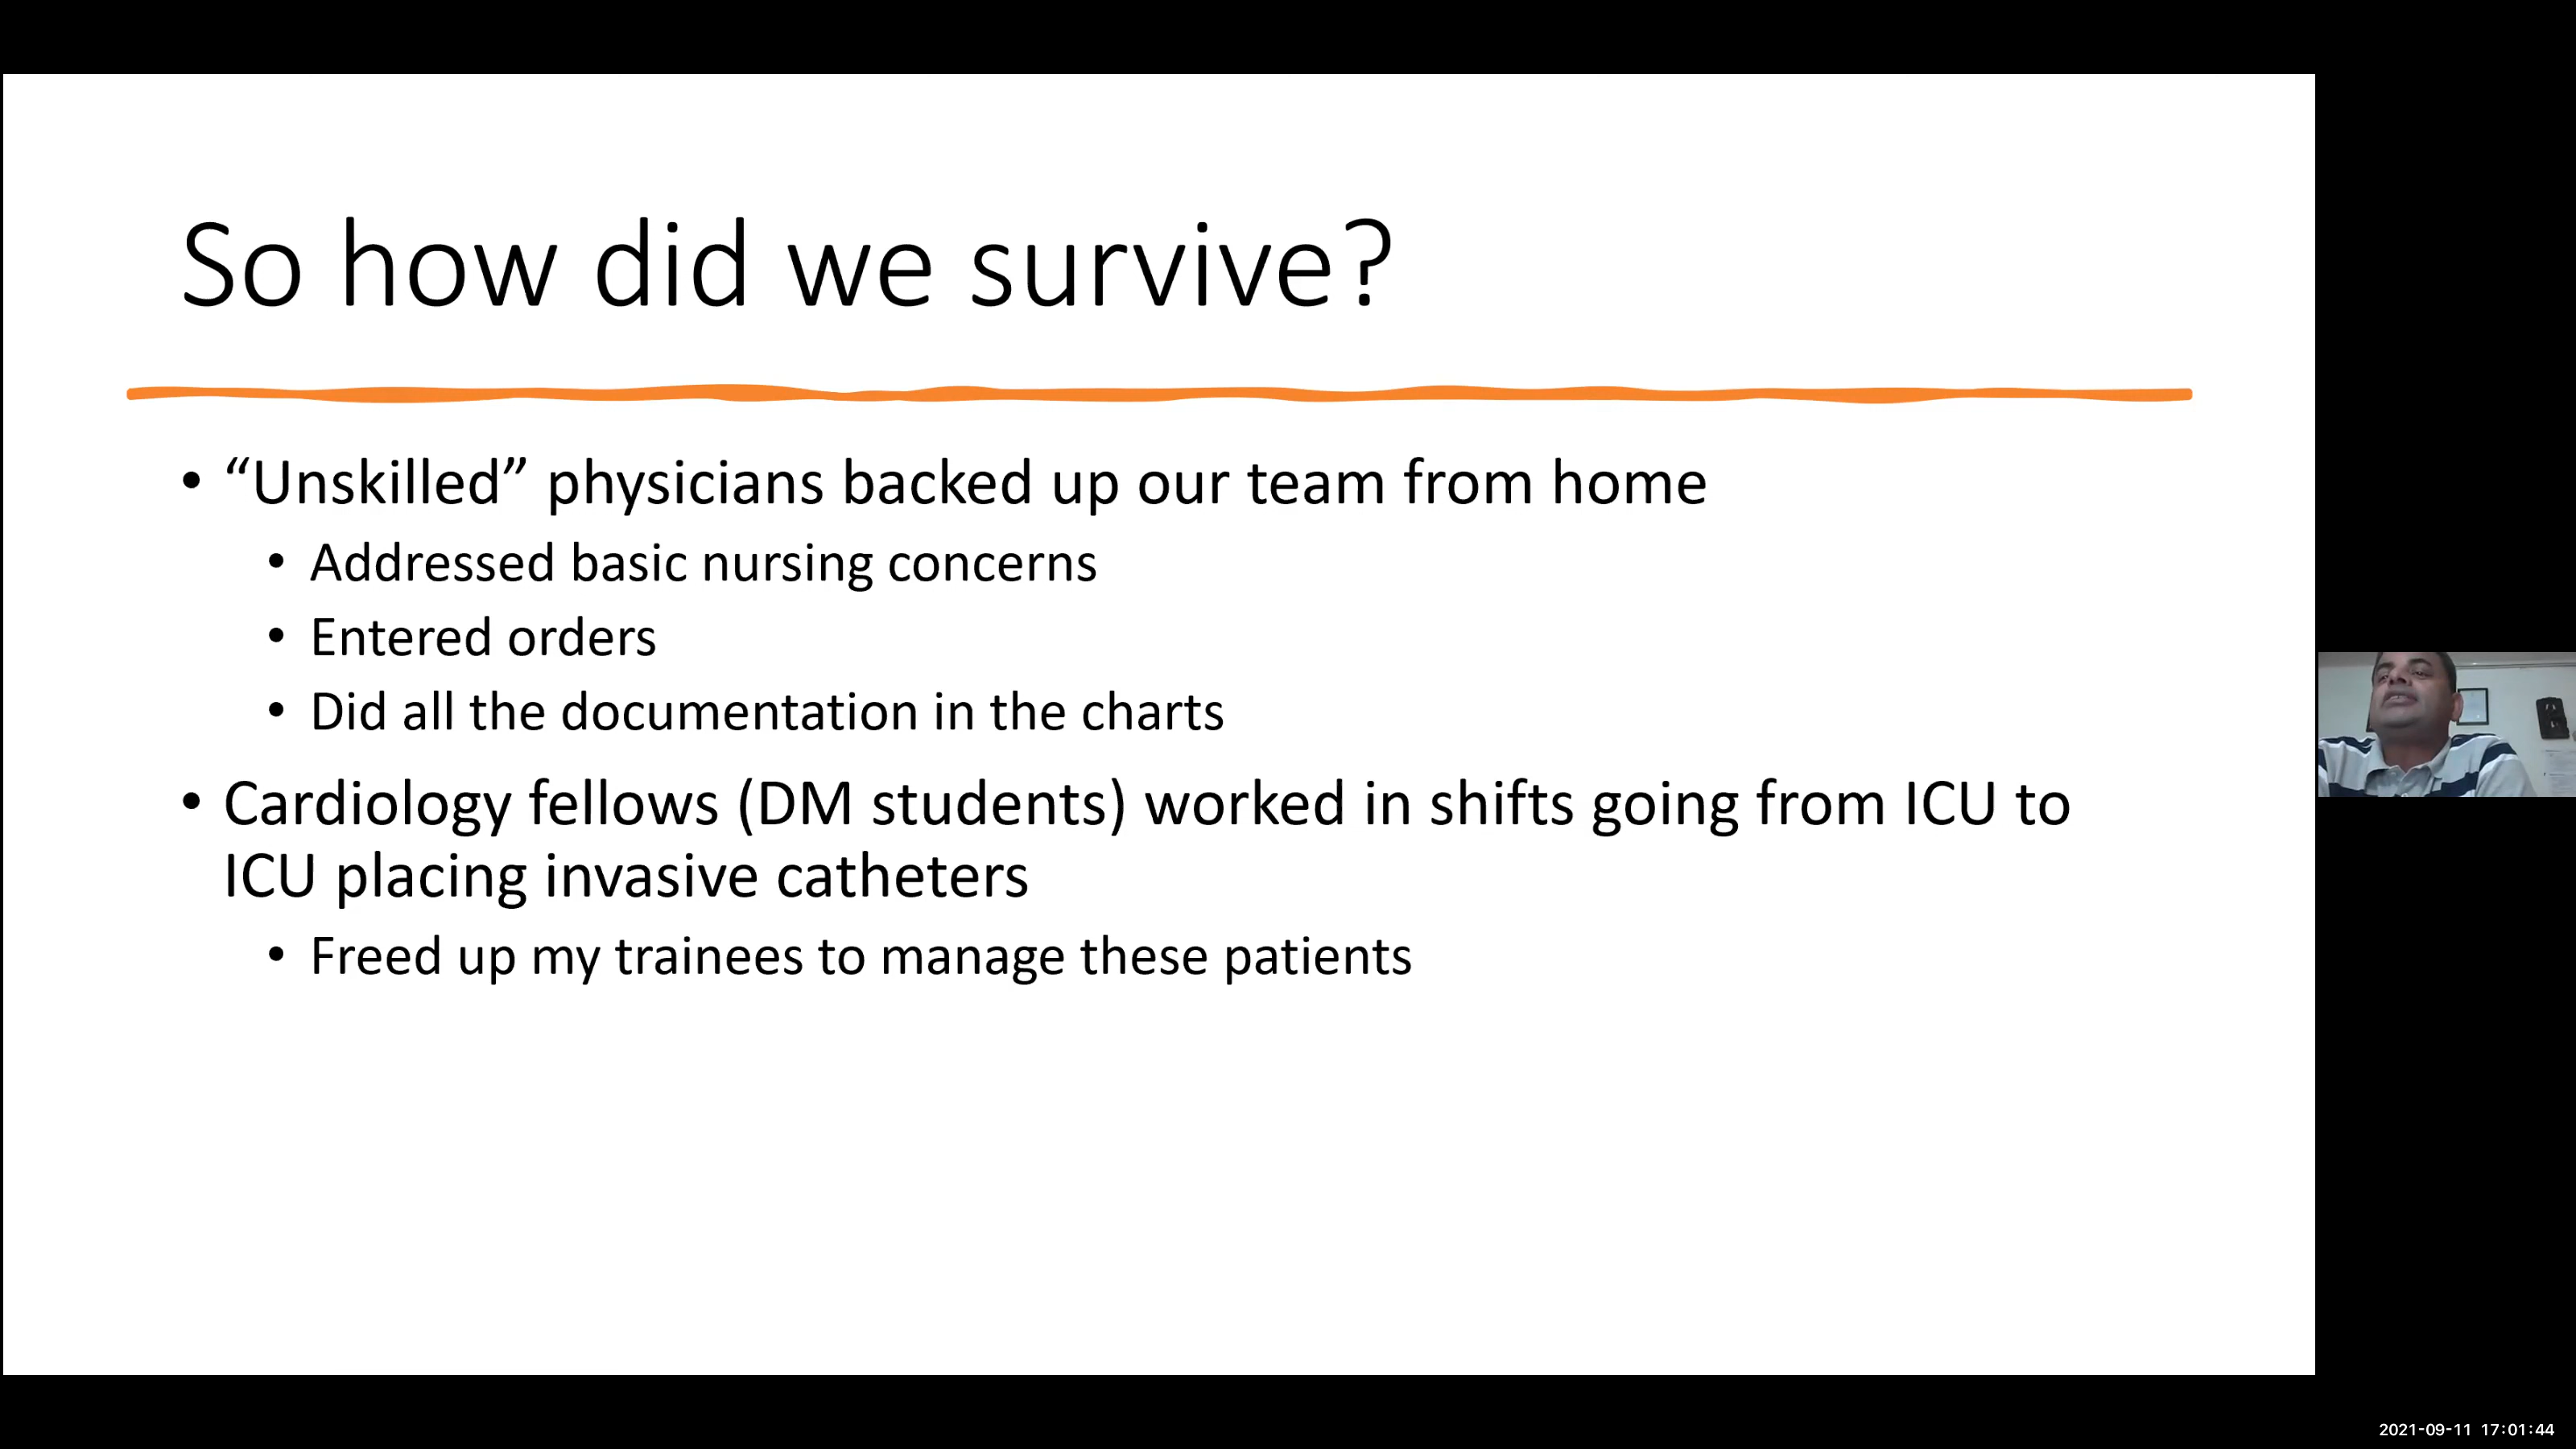 So how did we survive?
• “Unskilled” physicians backed up our team from home
• Addressed basic nursing concerns
• Entered orders
• Did all the documentation in the charts
• Cardiology fellows (DM students) worked in shifts going from ICU to
ICU placing invasive catheters
• Freed up my trainees to manage these patients
2021-09-11 17:01:44